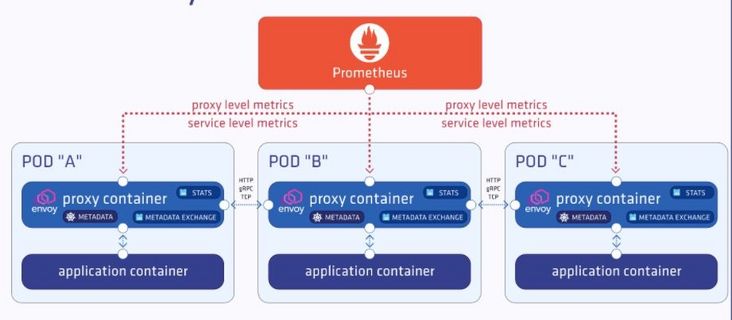 Prometheus
proxy level metrics
service level metrics
proxy level metrics
service level metrics
POD "A"
envoy
proxy container
STATS
METADATA
METADATA EXCHANGE
application container
HTTP
gRPC
TCP
POD "B"
envoy
proxy container
STATS
METADATA
METADATA EXCHANGE
application container
HTTP
gRPC
TCP
POD "C"
envoy
proxy container
STATS
METADATA
METADATA EXCHANGE
application container